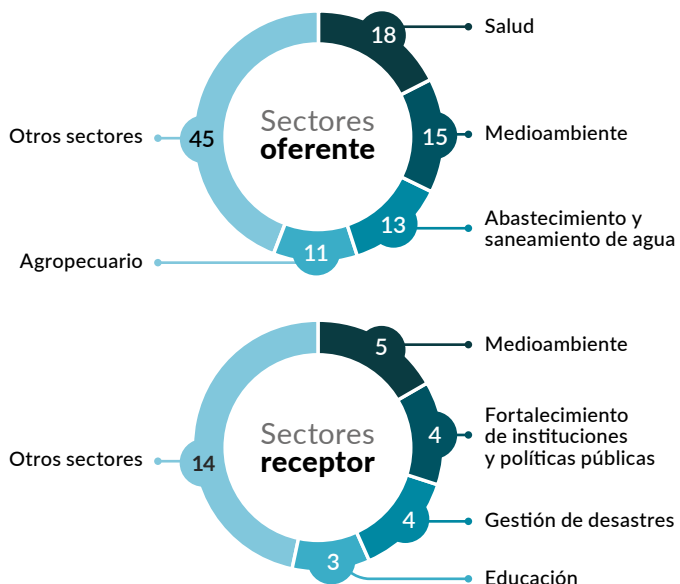 18
Salud
Otros sectores
45
Sectores
oferente
15
Medioambiente
13
Abastecimiento y
saneamiento de agua
Agropecuario
11
5
Medioambiente
Otros sectores
14
Sectores
receptor
4
Fortalecimiento
de instituciones
y políticas públicas
4
Gestión de desastres
3
Educación